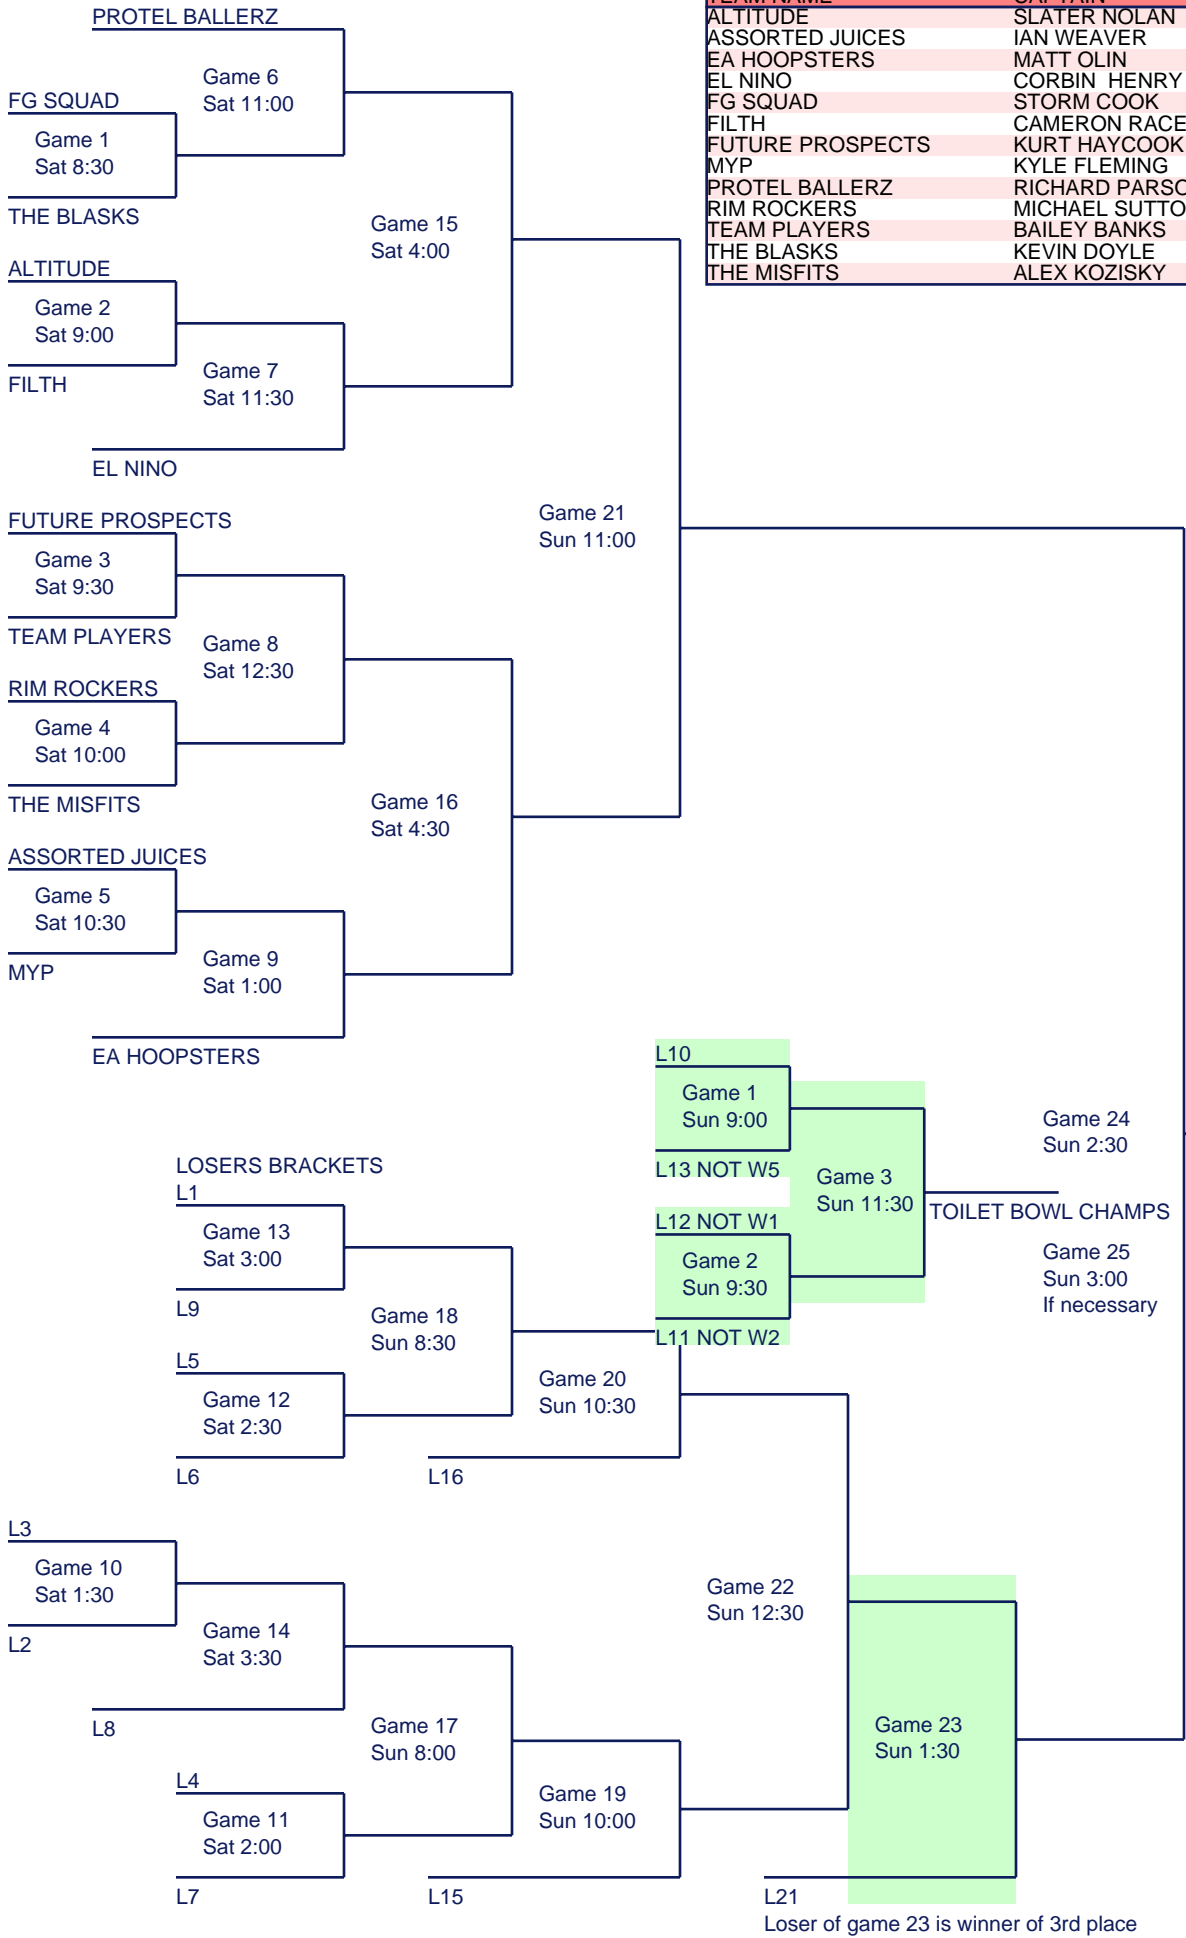 PROTEL BALLERZ
Game 6
Sat 11:00
FG SQUAD
Game 1
Sat 8:30
THE BLASKS
Game 15
Sat 4:00
ALTITUDE
Game 2
Sat 9:00
FILTH
Game 7
Sat 11:30
EL NINO
Game 21
Sun 11:00
FUTURE PROSPECTS
Game 3
Sat 9:30
TEAM PLAYERS
Game 8
Sat 12:30
RIM ROCKERS
Game 4
Sat 10:00
THE MISFITS
Game 16
Sat 4:30
ASSORTED JUICES
Game 5
Sat 10:30
MYP
Game 9
Sat 1:00
EA HOOPSTERS
TEAM NAME CAPTAIN
ALTITUDE SLATER NOLAN
ASSORTED JUICES IAN WEAVER
EA HOOPSTERS MATT OLIN
EL NINO CORBIN HENRY
FG SQUAD STORM COOK
FILTH CAMERON RACE
FUTURE PROSPECTS KURT HAYCOOK
MYP KYLE FLEMING
PROTEL BALLERZ RICHARD
RIM ROCKERS MICHAEL
TEAM PLAYERS BAILEY BANKS
THE BLASKS KEVIN DOYLE
THE MISFITS ALEX KOZISKY
L10
Game 1
Sun 9:00
L13 NOT W5
Game 3
Sun 11:30
L12 NOT W1
Game 2
Sun 9:30
L11 NOT W2
TOILET BOWL CHAMPS
Game 24
Sun 2:30
Game 25
Sun 3:00
If necessary
LOSERS BRACKETS
L1
Game 13
Sat 3:00
L9
Game 18
Sun 8:30
L5
Game 12
Sat 2:30
L6
Game 20
Sun 10:30
L16
L3
Game 10
Sat 1:30
L2
Game 14
Sat 3:30
L8
Game 17
Sun 8:00
L4
Game 11
Sat 2:00
L7
Game 19
Sun 10:00
L15
Game 22
Sun 12:30
Game 23
Sun 1:30
L21
Loser of game 23 is winner of 3rd place